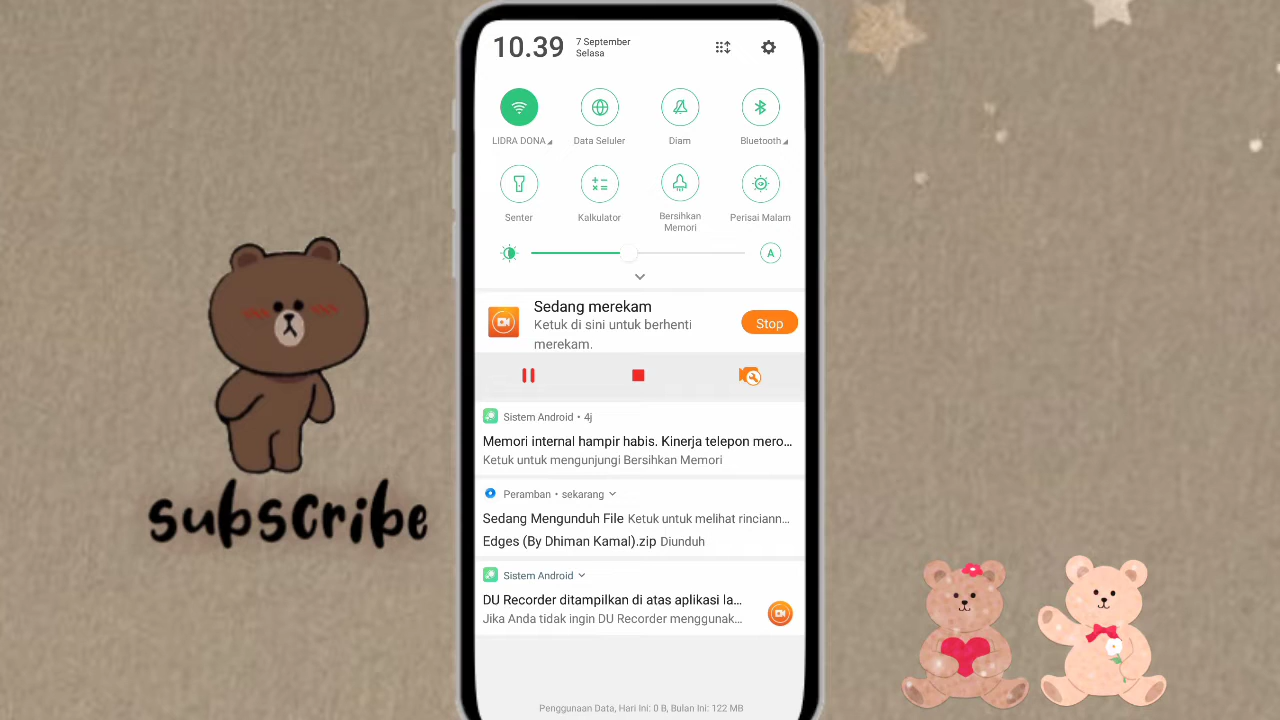 10.39
7 September
Selasa
LIDRA DONA
Data Seluler
Diam
Bluetooth
Senter
Kalkulator
Bersihkan
Memori
Perisai Malam
A
Sedang merekam
Ketuk di sini untuk berhenti
merekam.
Stop
Sistem Android • 4j
Memori internal hampir habis. Kinerja telepon mero...
Ketuk untuk mengunjungi Bersihkan Memori
Peramban • sekarang
Sedang Mengunduh File Ketuk untuk melihat rinciann...
Edges (By Dhiman Kamal).zip Diunduh
Sistem Android
DU Recorder ditampilkan di atas aplikasi la...
Jika Anda tidak ingin DU Recorder menggunak...
Penggunaan Data, Hari Ini: 0 B, Bulan Ini: 122 MB
subscribe